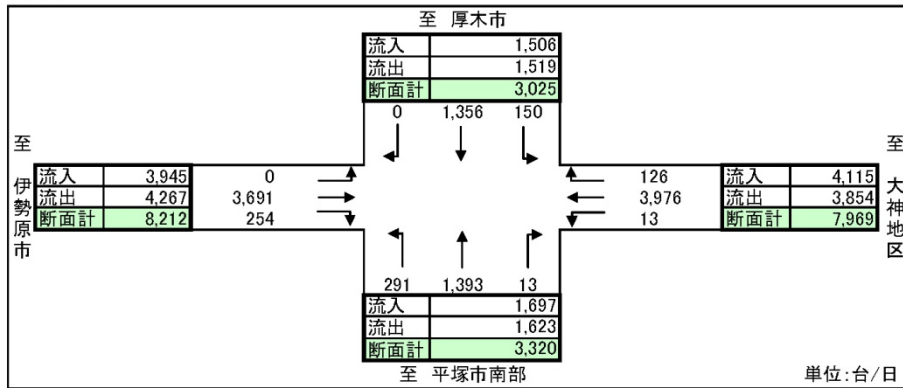 至 厚木市
流入 1,506
流出 1,519
断面計 3,025
0 1,356 150
至 伊勢原市
流入 3,945
流出 4,267
断面計 8,212
0
3,691
254
126
3,976
13
流入 4,115
流出 3,854
断面計 7,969
至 大神地区
291 1,393 13
流入 1,697
流出 1,623
断面計 3,320
至 平塚市南部
単位:台/日